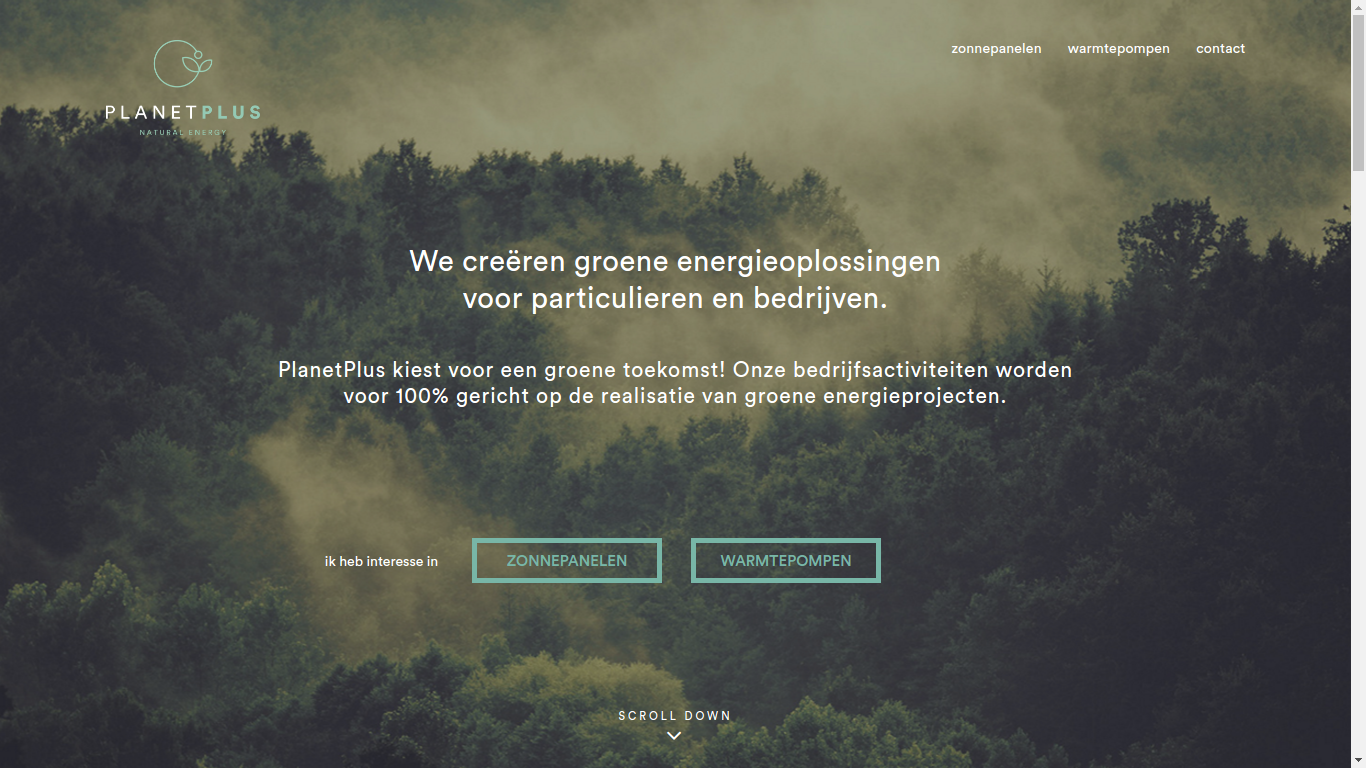 PLANETPLUS
NATURAL ENERGY
zonnepanelen warmtepompen contact
We creëren groene energieoplossingen
voor particulieren en bedrijven.
PlanetPlus kiest voor een groene toekomst! Onze bedrijfsactiviteiten worden
voor 100% gericht op de realisatie van groene energieprojecten.
ik heb interesse in ZONNEPANELEN WARMTEPOMPEN
SCROLL DOWN